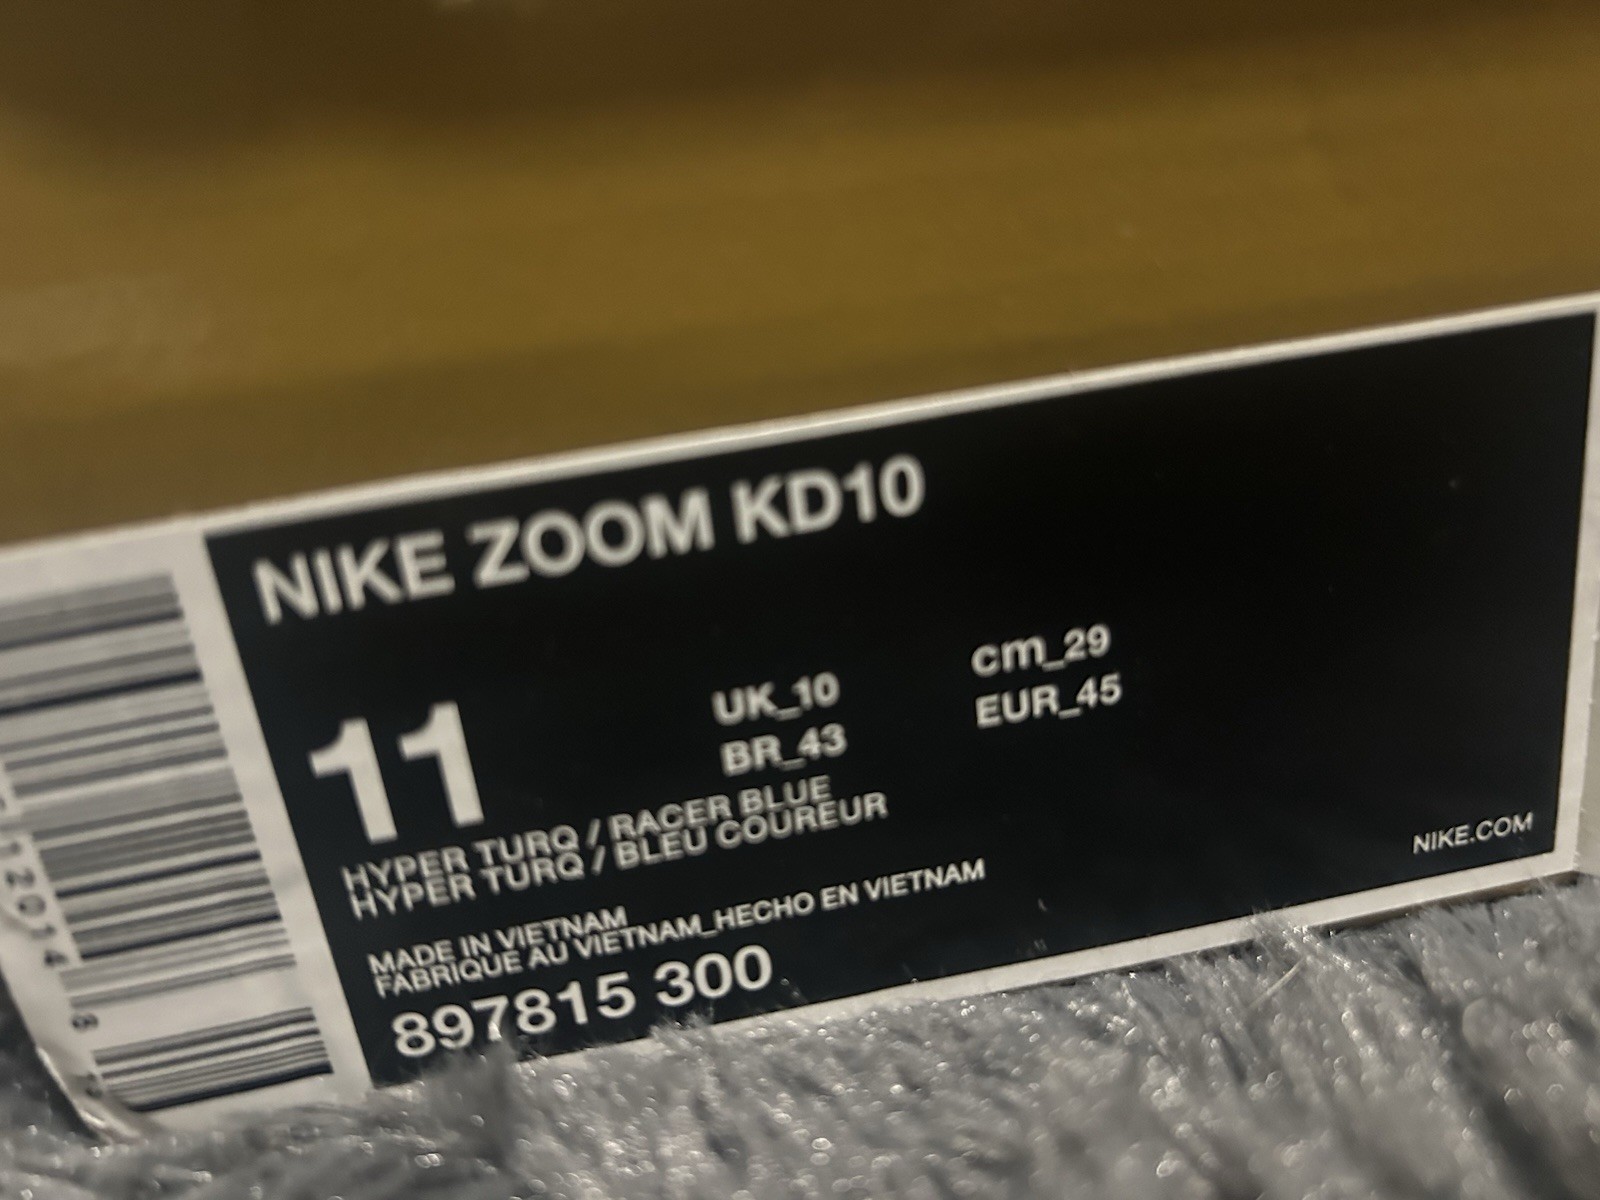 NIKE ZOOM KD10
11
UK_10
cm_29
BR_43
EUR_45
HYPER TURQ / RACER BLUE
HYPER TURQ / BLEU COUREUR
MADE IN VIETNAM
FABRIQUE AU VIETNAM_HECHO EN VIETNAM
897815 300
NIKE.COM